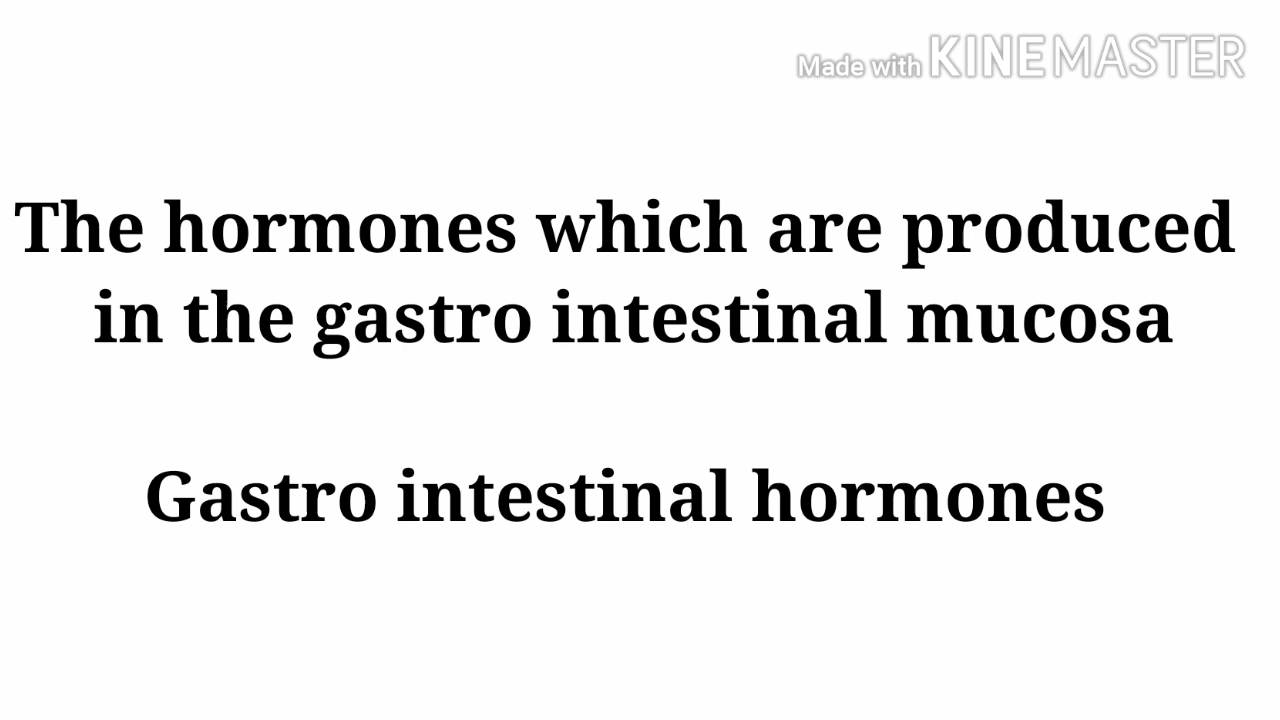 Made with KINEMASTER
The hormones which are produced
in the gastro intestinal mucosa
Gastro intestinal hormones